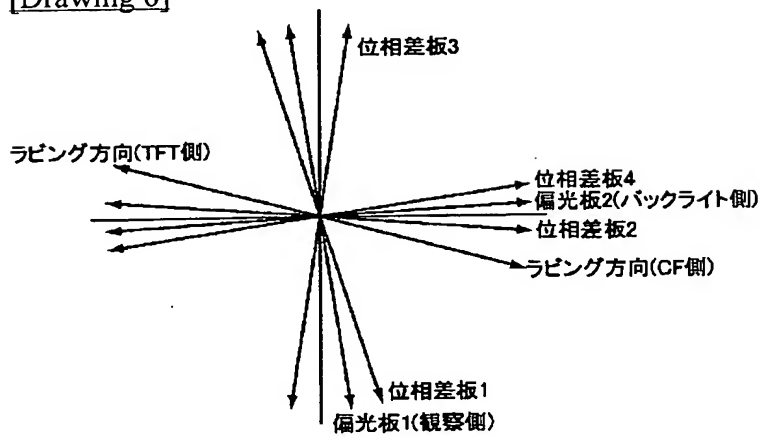 [Drawing 6]
位相差板3
ラビング方向(TFT側)
位相差板4
偏光板2(バックライト側)
位相差板2
ラビング方向(CF側)
位相差板1
偏光板1(観察側)